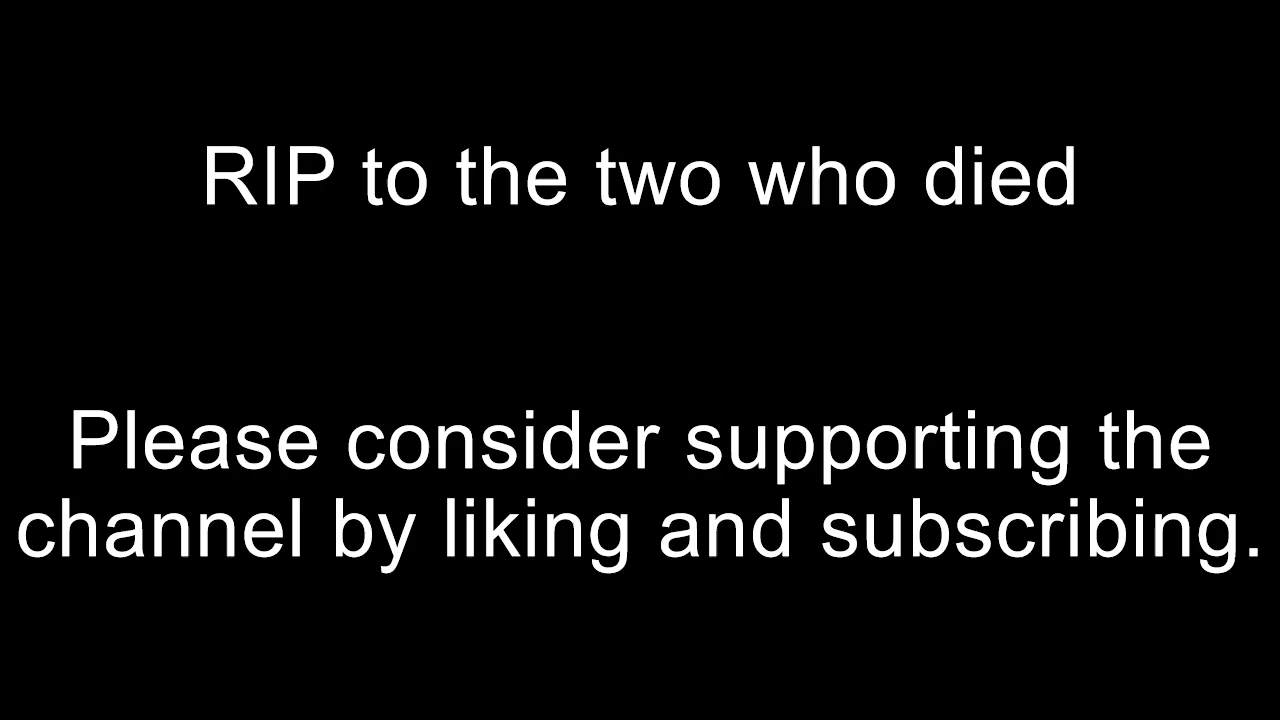 RIP to the two who died
Please consider supporting the
channel by liking and subscribing.